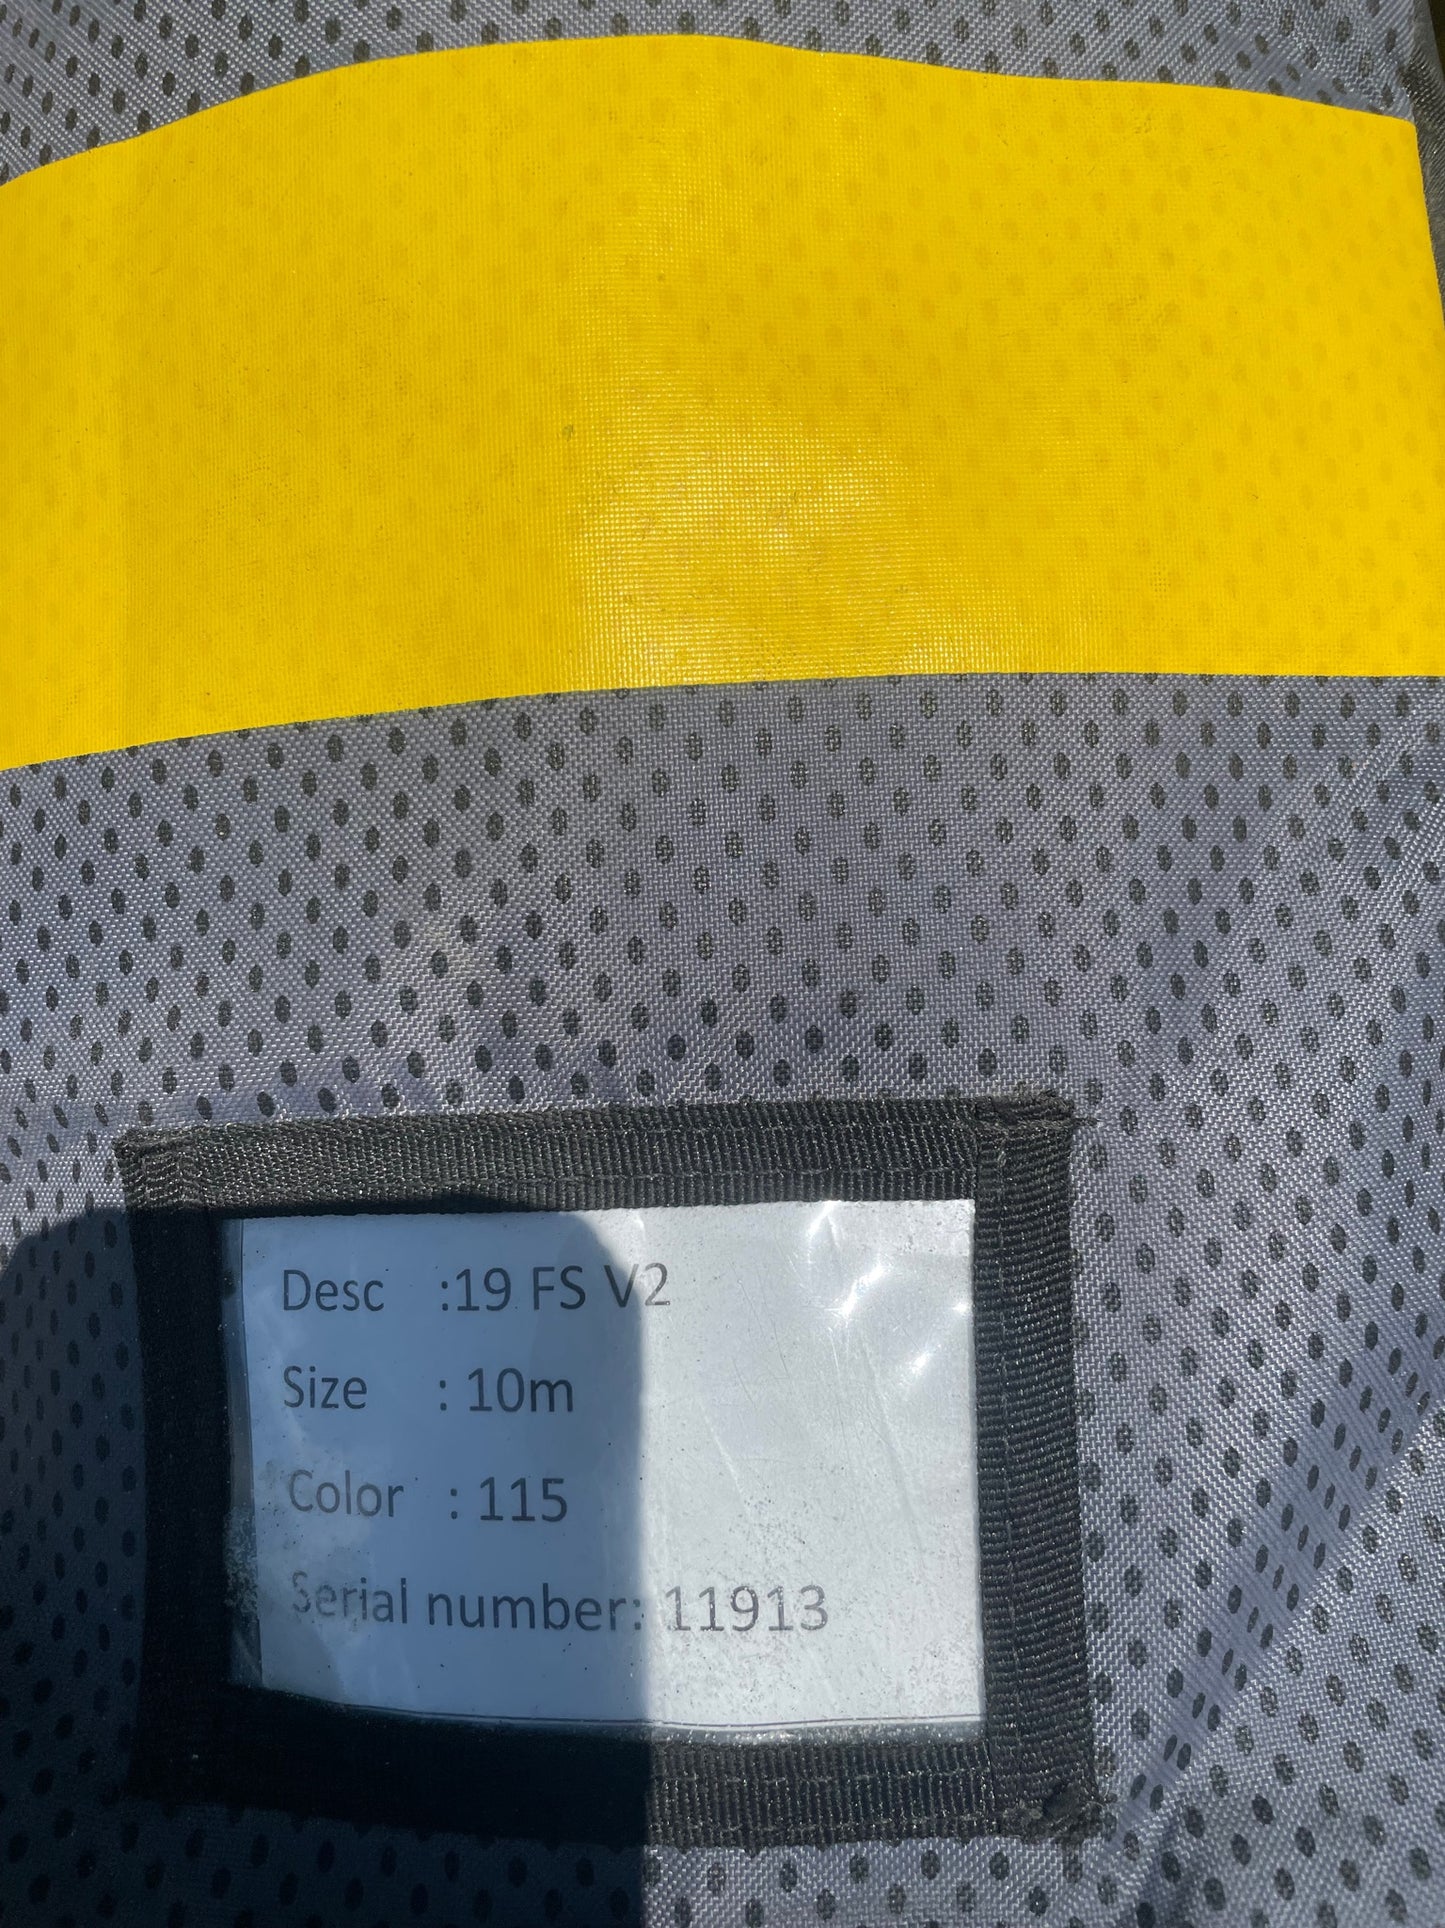 Desc :19 FS V2
Size : 10m
Color : 115
Serial number: 11913